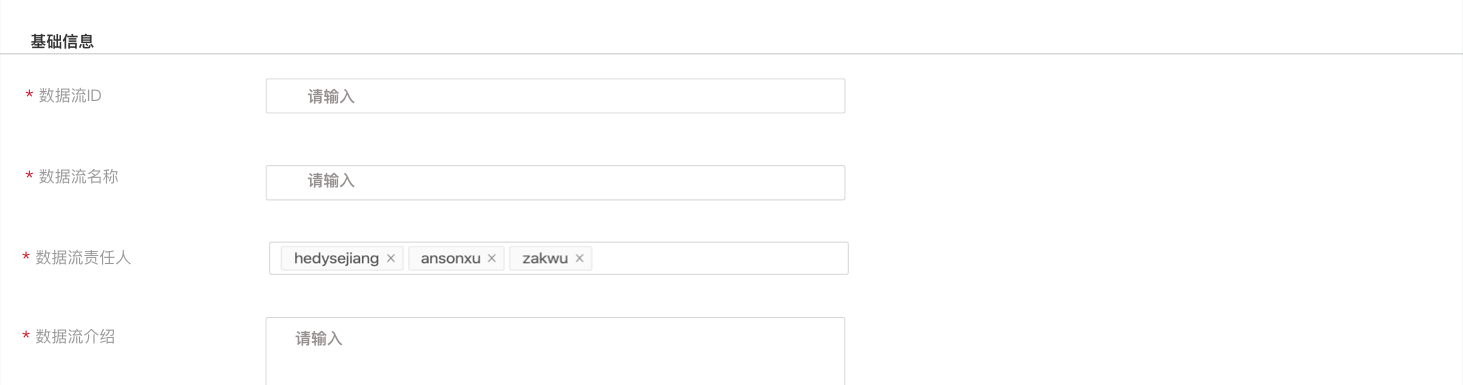 基础信息
* 数据流ID 请输入
* 数据流名称 请输入
* 数据流责任人 hedysejiang × ansonxu × zakwu ×
* 数据流介绍 请输入